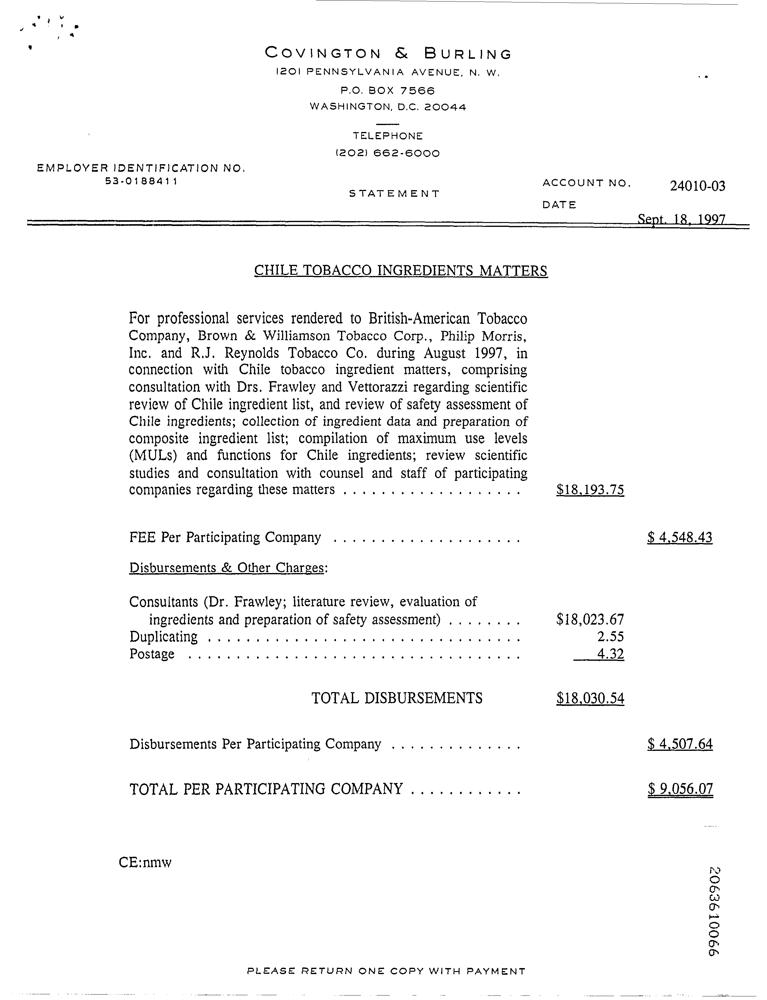 COVINGTON & BURLING
1201 PENNSYLVANIA AVENUE, N. W.
P.O. BOX 7566
WASHINGTON, D.C. 20044
TELEPHONE
(202) 662-6000
EMPLOYER IDENTIFICATION NO.
53-0188411
STATEMENT
ACCOUNT NO. 24010-03
DATE
Sept. 18, 1997
CHILE TOBACCO INGREDIENTS MATTERS
For professional services rendered to British-American Tobacco
Company, Brown & Williamson Tobacco Corp., Philip Morris,
Inc. and R.J. Reynolds Tobacco Co. during August 1997, in
connection with Chile tobacco ingredient matters, comprising
consultation with Drs. Frawley and Vettorazzi regarding scientific
review of Chile ingredient list, and review of safety assessment of
Chile ingredients; collection of ingredient data and preparation of
composite ingredient list; compilation of maximum use levels
(MULs) and functions for Chile ingredients; review scientific
studies and consultation with counsel and staff of participating
companies regarding these matters . . . . . . . . . . . . . . . . . . . $18,193.75
FEE Per Participating Company . . . . . . . . . . . . . . . . . . . . $ 4,548.43
Disbursements & Other Charges:
Consultants (Dr. Frawley; literature review, evaluation of
ingredients and preparation of safety assessment) . . . . . . . . $18,023.67
Duplicating . . . . . . . . . . . . . . . . . . . . . . . . . . . . . . . . . 2.55
Postage . . . . . . . . . . . . . . . . . . . . . . . . . . . . . . . . . . . 4.32
TOTAL DISBURSEMENTS $18,030.54
Disbursements Per Participating Company . . . . . . . . . . . . . . $ 4,507.64
TOTAL PER PARTICIPATING COMPANY . . . . . . . . . . . . $ 9,056.07
CE:nmw
2063610066
PLEASE RETURN ONE COPY WITH PAYMENT